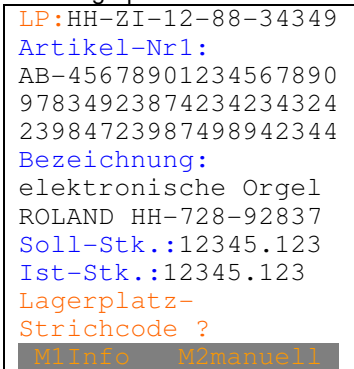 LP:HH-ZI-12-88-34349
Artikel-Nr1:
AB-45678901234567890
97834923874234234324
23984723987498942344
Bezeichnung:
elektronische Orgel
ROLAND HH-728-92837
Soll-Stk.:12345.123
Ist-Stk.:12345.123
Lagerplatz-
Strichcode ?
M1Info M2manuell